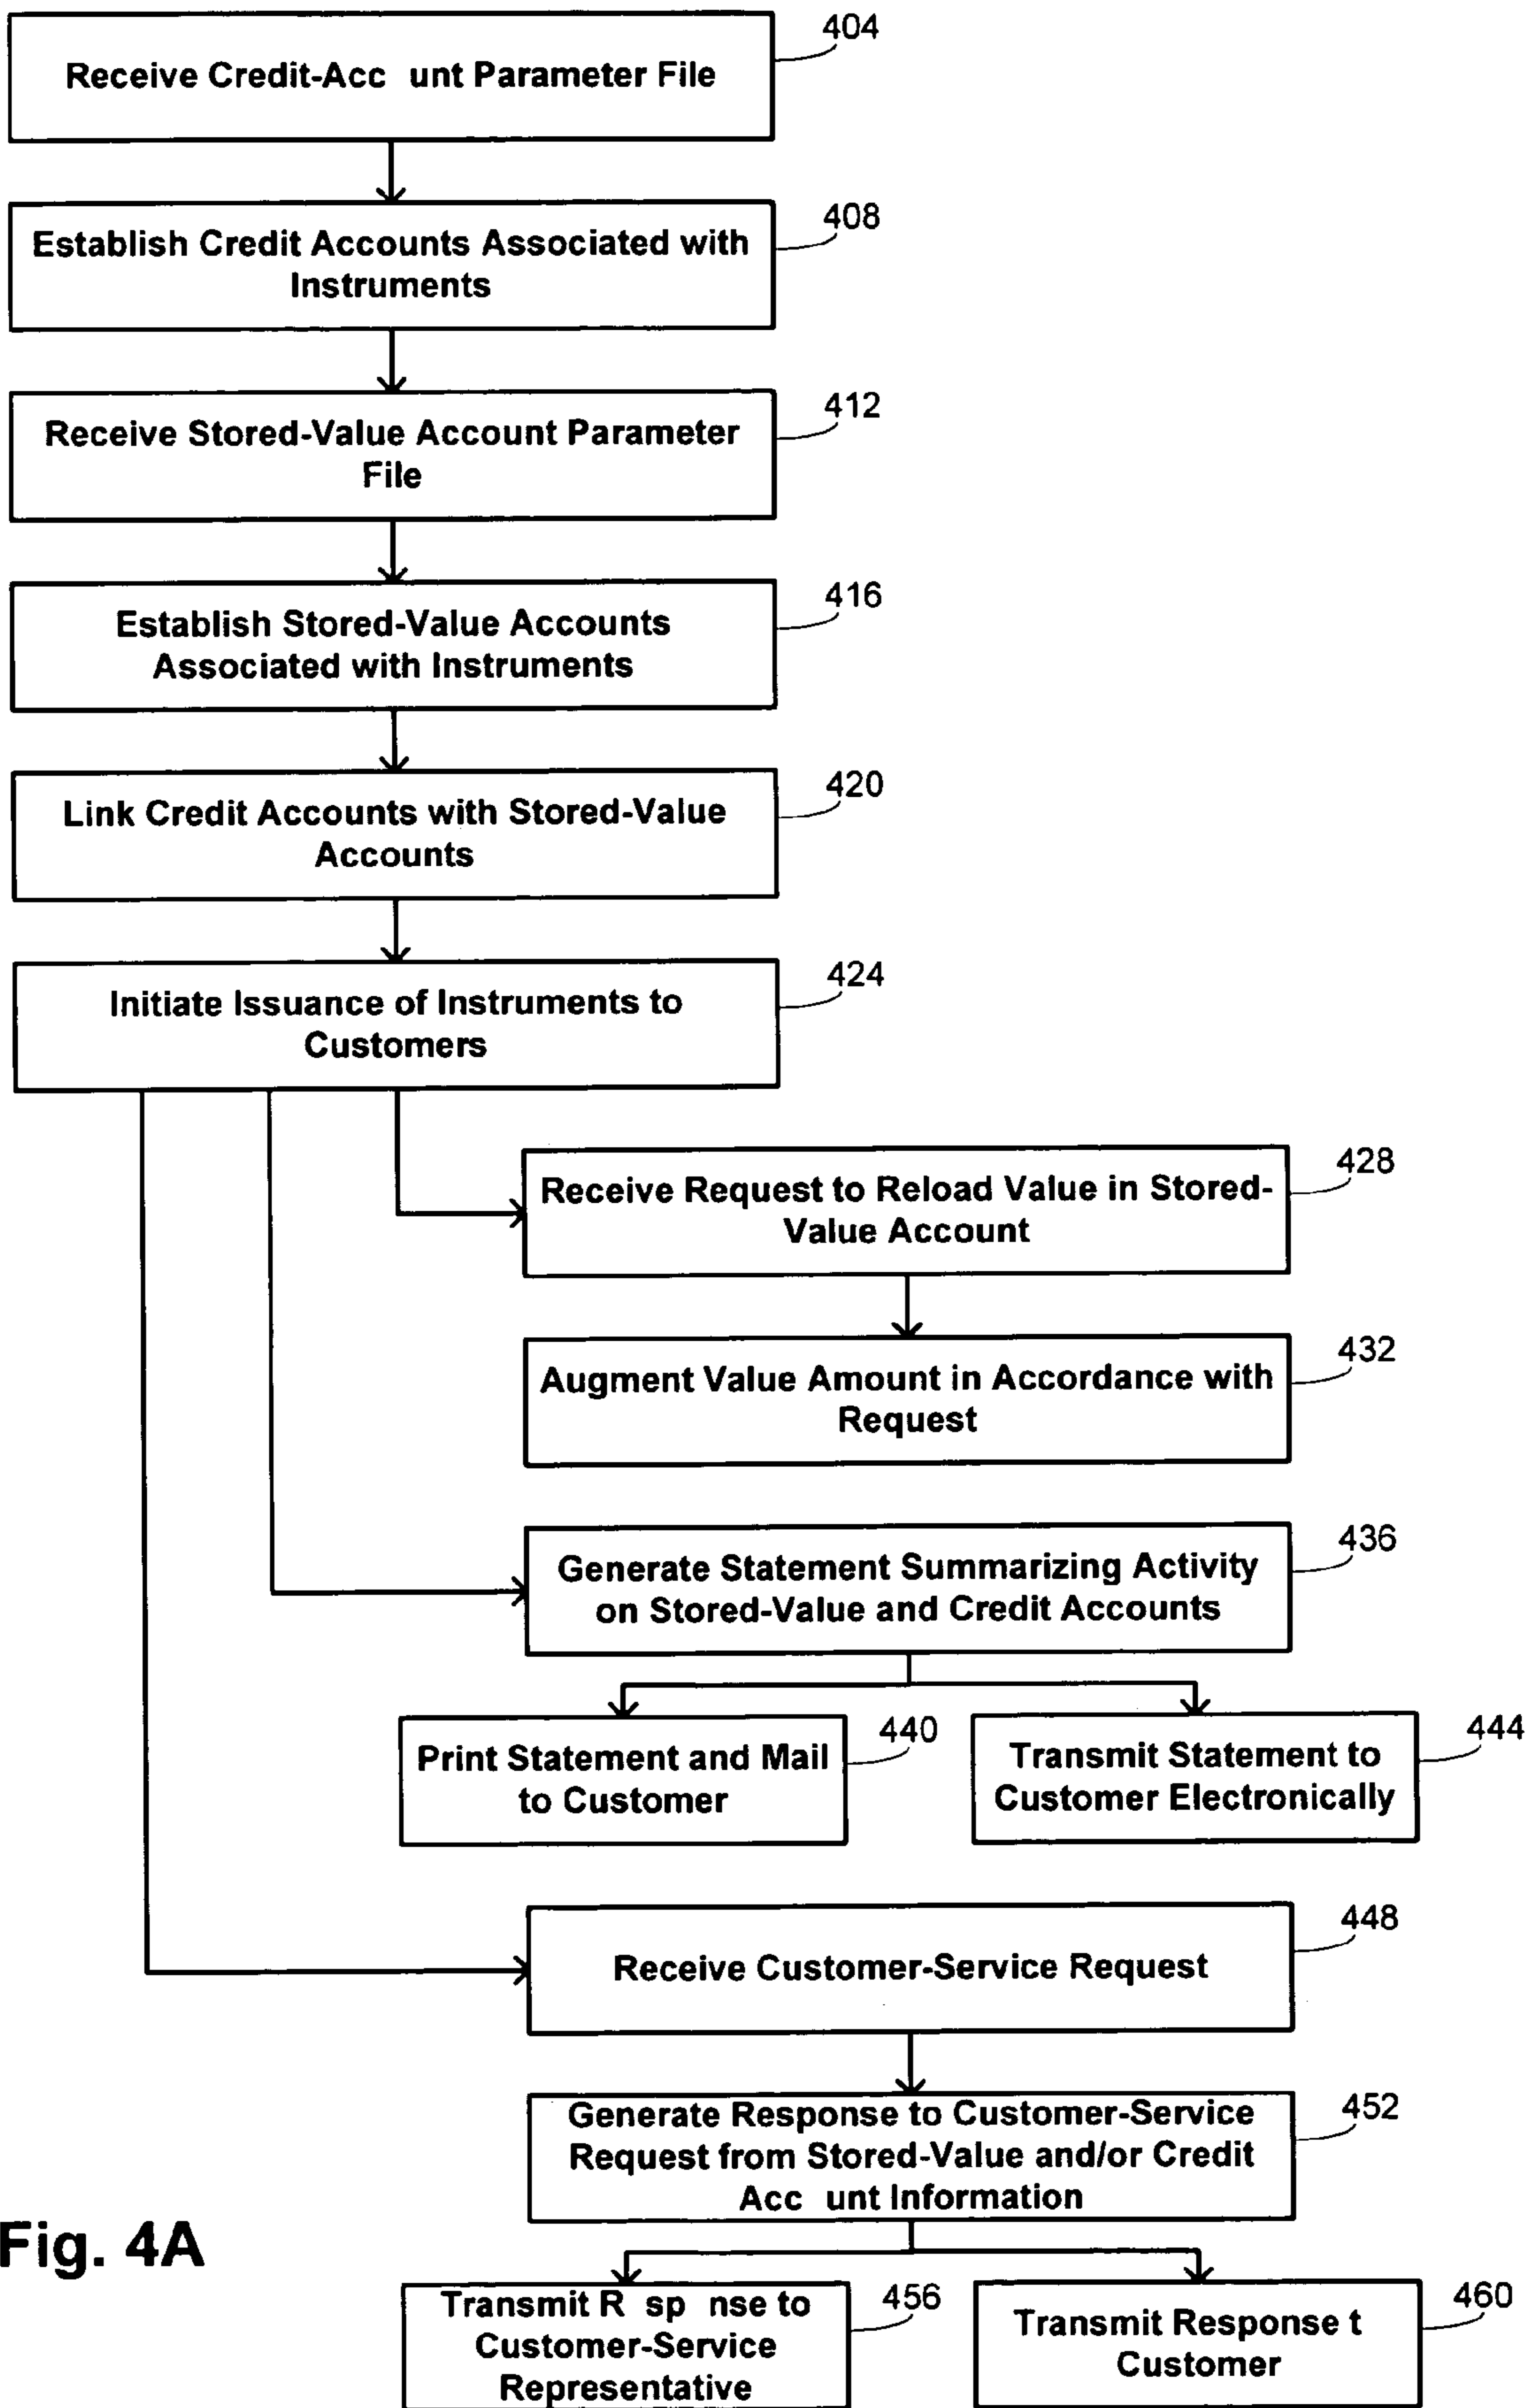 404
Receive Credit-Acc unt Parameter File
408
Establish Credit Accounts Associated with
Instruments
412
Receive Stored-Value Account Parameter
File
416
Establish Stored-Value Accounts
Associated with Instruments
420
Link Credit Accounts with Stored-Value
Accounts
424
Initiate Issuance of Instruments to
Customers
428
Receive Request to Reload Value in Stored-
Value Account
432
Augment Value Amount in Accordance with
Request
436
Generate Statement Summarizing Activity
on Stored-Value and Credit Accounts
440
Print Statement and Mail
to Customer
444
Transmit Statement to
Customer Electronically
448
Receive Customer-Service Request
452
Generate Response to Customer-Service
Request from Stored-Value and/or Credit
Acc unt Information
456
Transmit R sp nse to
Customer-Service
Representative
460
Transmit Response t
Customer
Fig. 4A